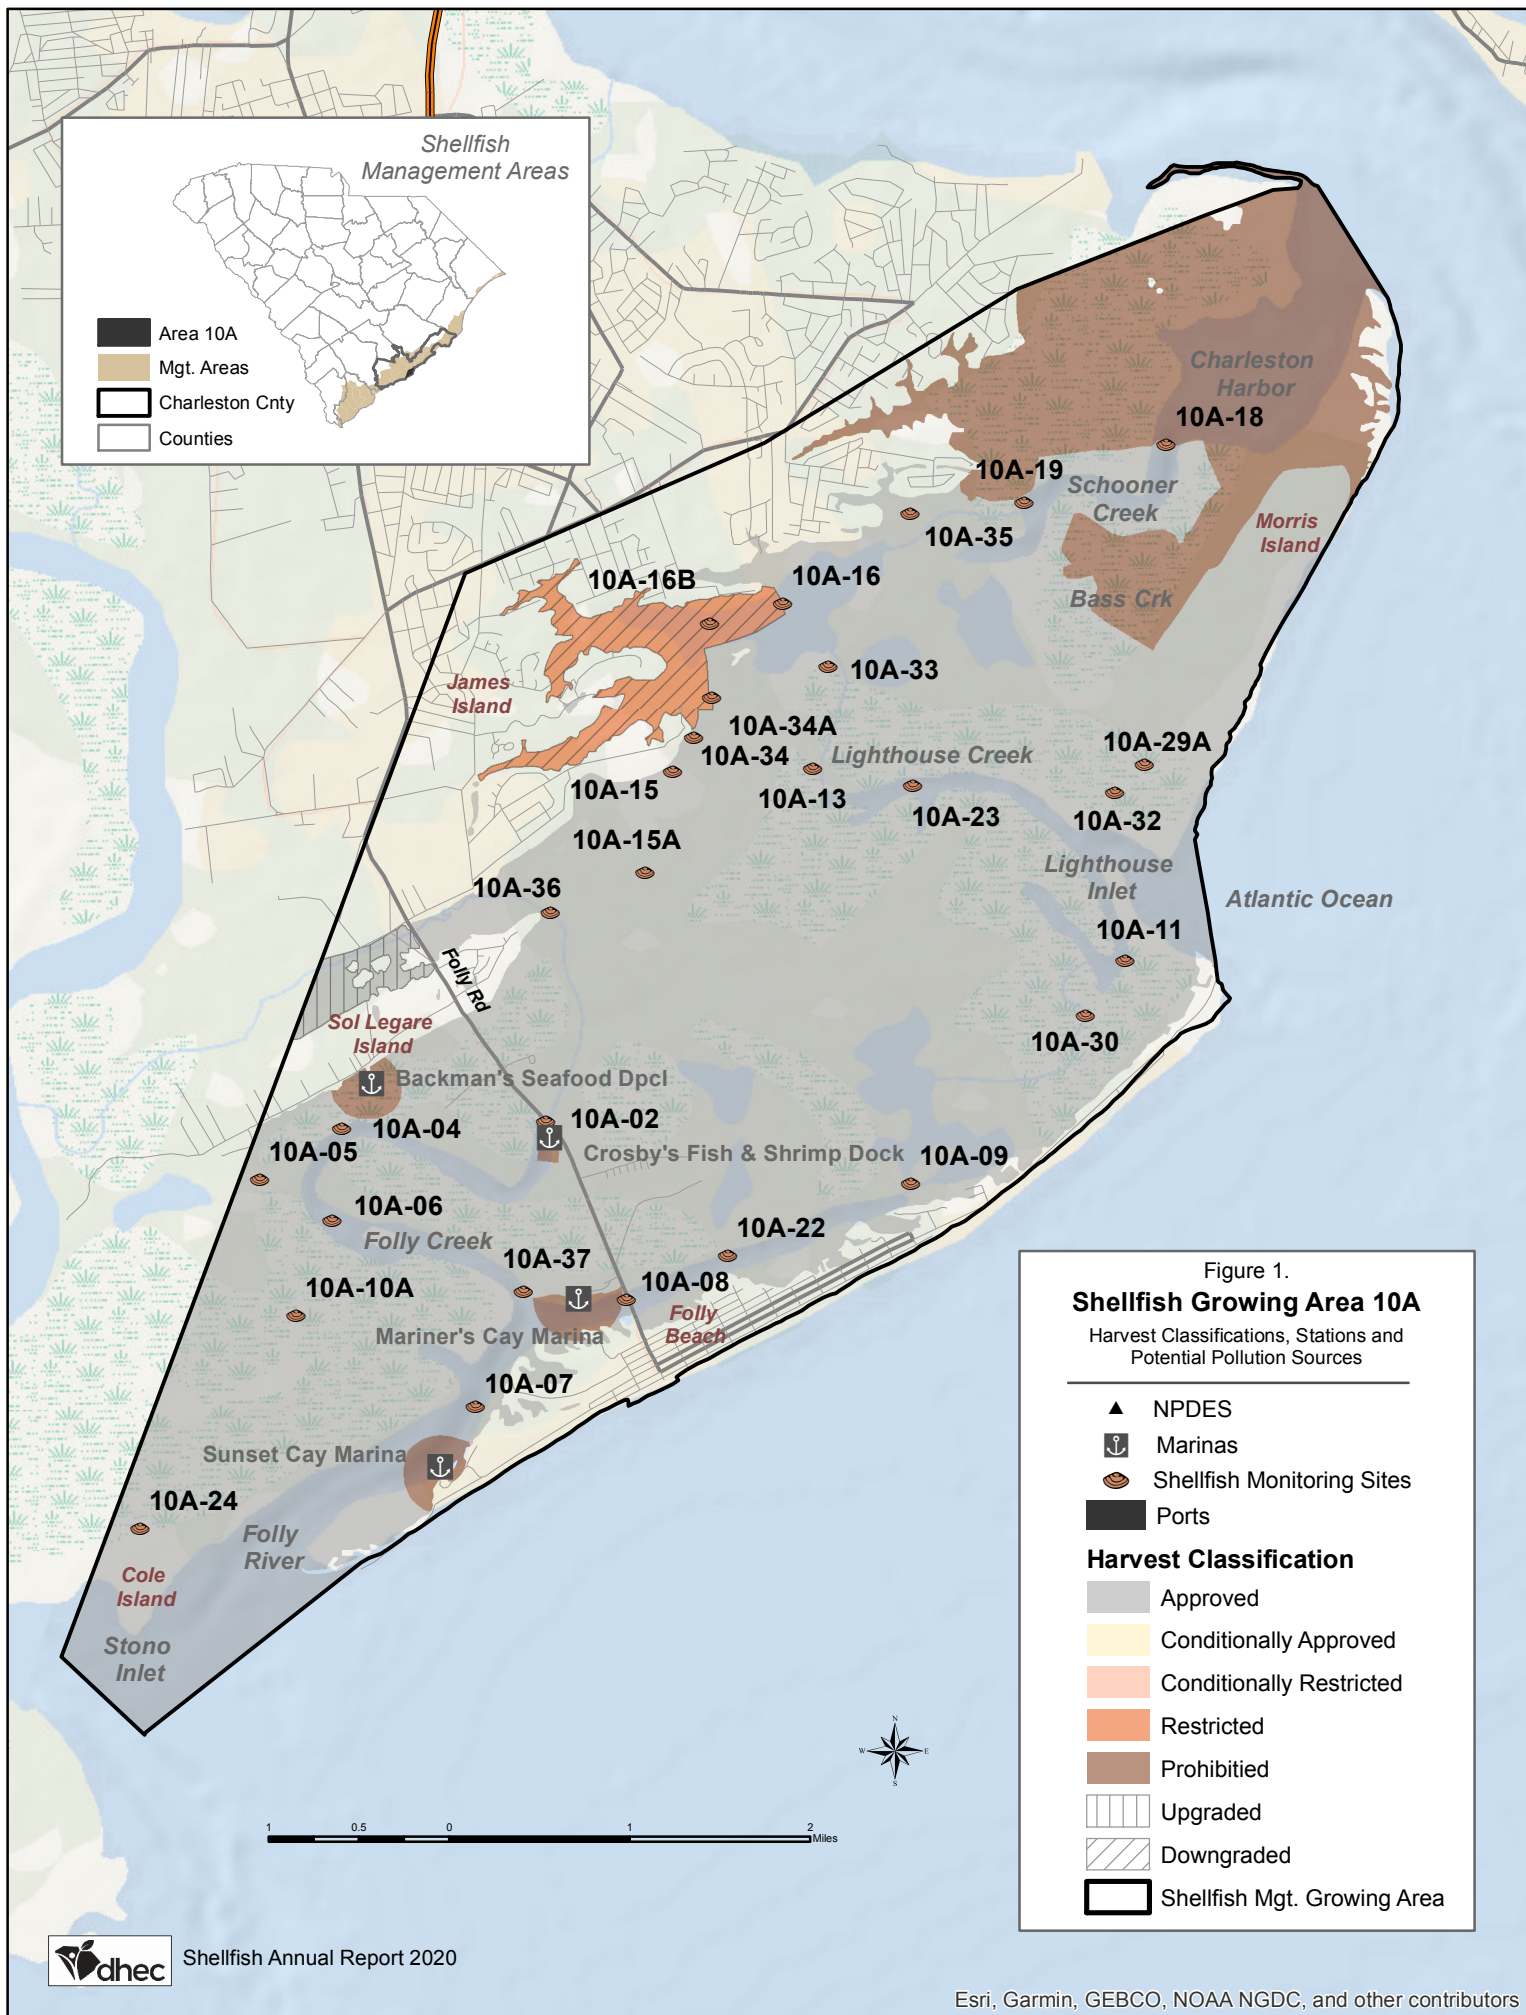 Shellfish
Management Areas
Area 10A
Mgt. Areas
Charleston Cnty
Counties
Charleston
Harbor
10A-18
10A-19
Schooner
Creek
10A-35
Morris
Island
10A-16B
10A-16
Bass Crk
10A-33
James
Island
10A-34A
10A-34
Lighthouse Creek
10A-29A
10A-15
10A-13
10A-23
10A-32
10A-15A
Lighthouse
Inlet
10A-36
Atlantic Ocean
10A-11
Folly Rd
Sol Legare
Island
10A-30
Backman's Seafood Dpcl
10A-04
10A-02
Crosby's Fish & Shrimp Dock
10A-05
10A-09
10A-06
Folly Creek
10A-22
10A-37
10A-10A
10A-08
Folly
Beach
Mariner's Cay Marina
10A-07
Sunset Cay Marina
10A-24
Folly
River
Cole
Island
Stono
Inlet
Figure 1.
Shellfish Growing Area 10A
Harvest Classifications, Stations and
Potential Pollution Sources
NPDES
Marinas
Shellfish Monitoring Sites
Ports
Harvest Classification
Approved
Conditionally Approved
Conditionally Restricted
Restricted
Prohibitied
Upgraded
Downgraded
Shellfish Mgt. Growing Area
N
W E
S
1 0.5 0 1 2
Miles
dhec
Shellfish Annual Report 2020
Esri, Garmin, GEBCO, NOAA NGDC, and other contributors